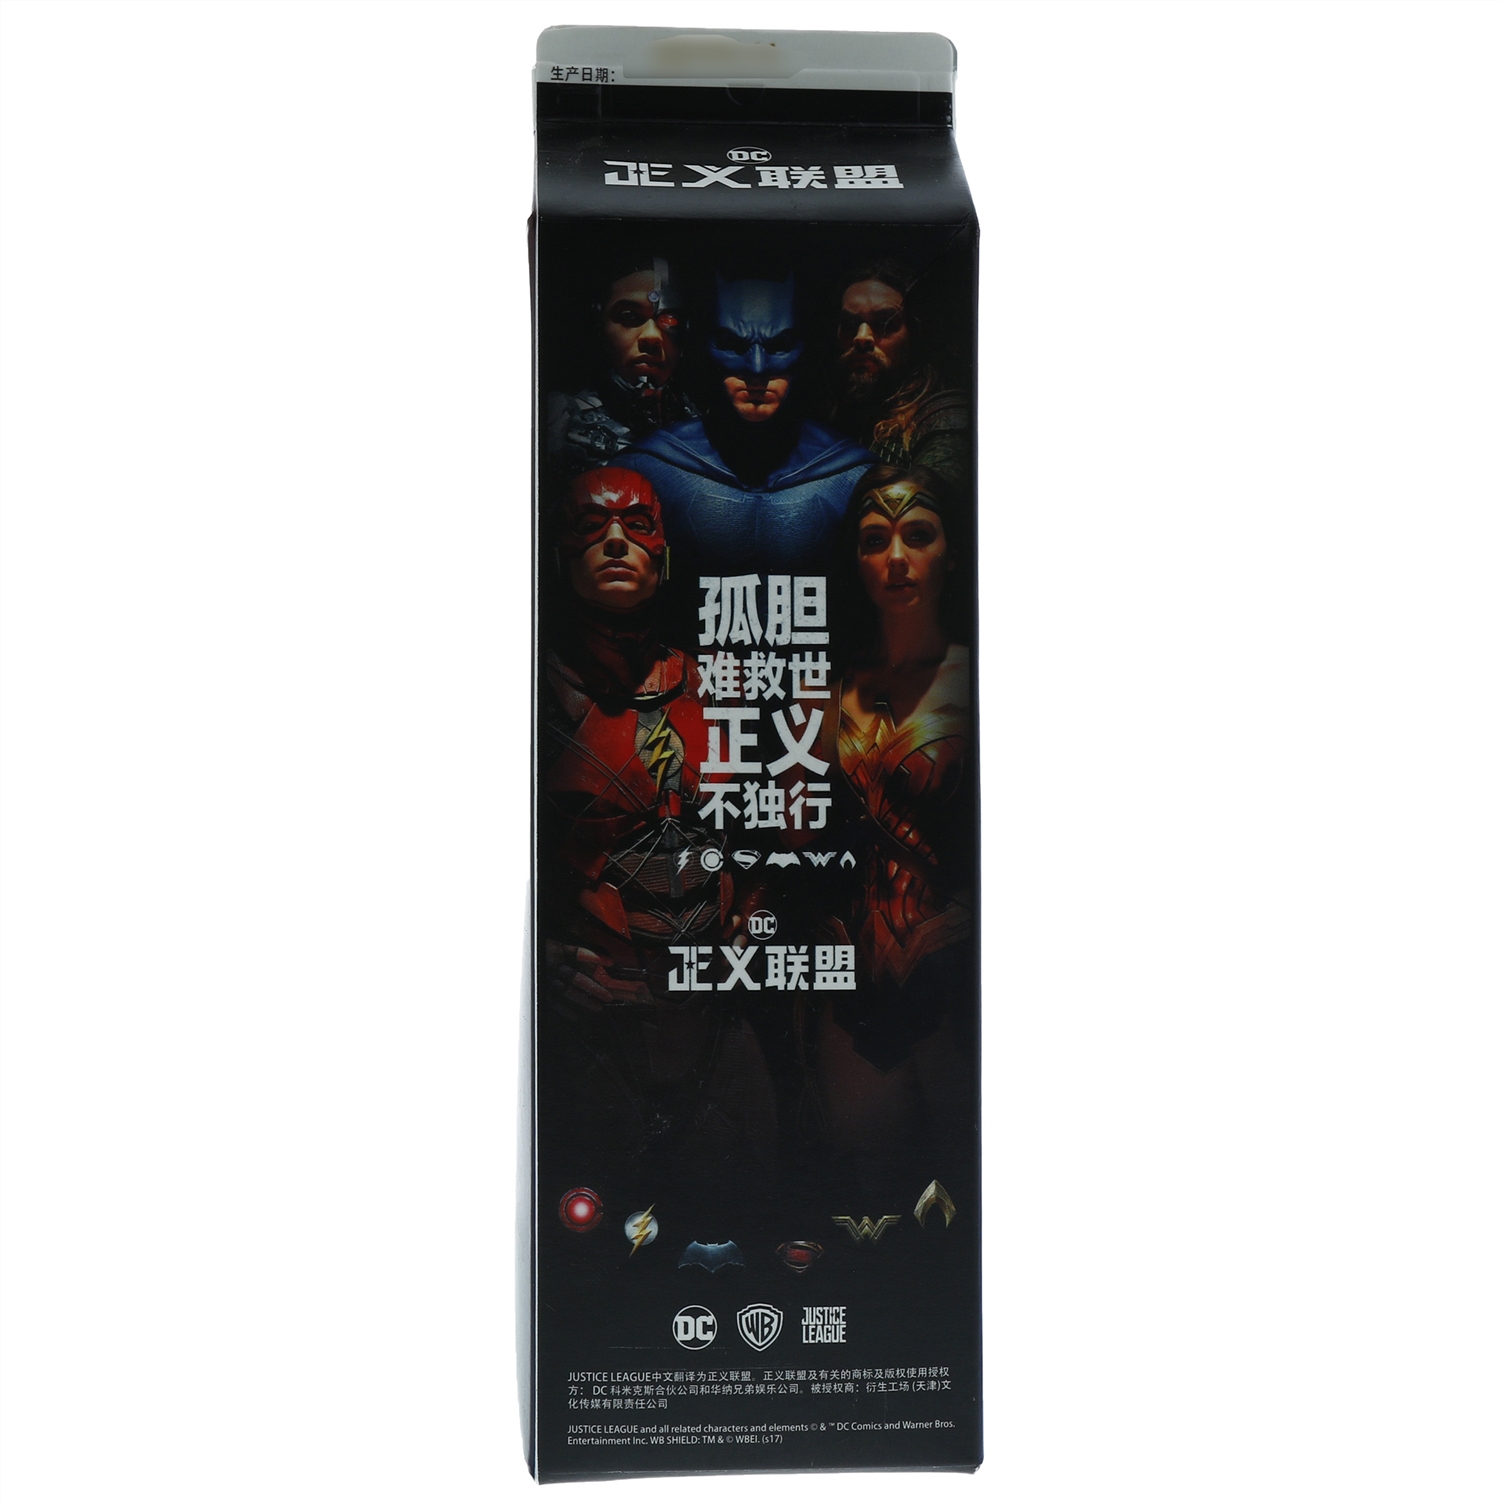 生产日期：
DC
正义联盟
孤胆
难救世
正义
不独行
DC
正义联盟
DC WB JUSTICE
LEAGUE
JUSTICE LEAGUE中文翻译为正义联盟。正义联盟及有关的商标及版权使用授权
方： DC 科米克斯合伙公司和华纳兄弟娱乐公司。被授权商：衍生工场 (天津)文
化传媒有限责任公司
JUSTICE LEAGUE and all related characters and elements © & ™ DC Comics and Warner Bros.
Entertainment Inc. WB SHIELD: TM & © WBEI. (s17)